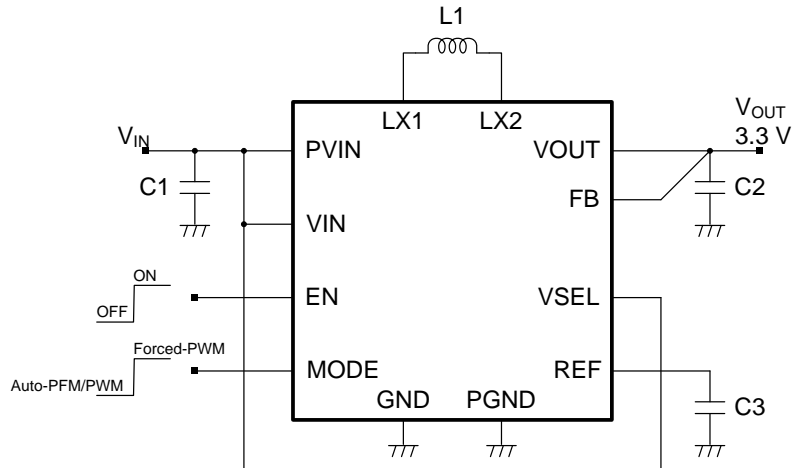 L1
LX1 LX2
VIN
PVIN
VOUT
VOUT
3.3 V
C1
FB
C2
VIN
ON
OFF
EN
VSEL
Forced-PWM
Auto-PFM/PWM
MODE
REF
GND PGND
C3